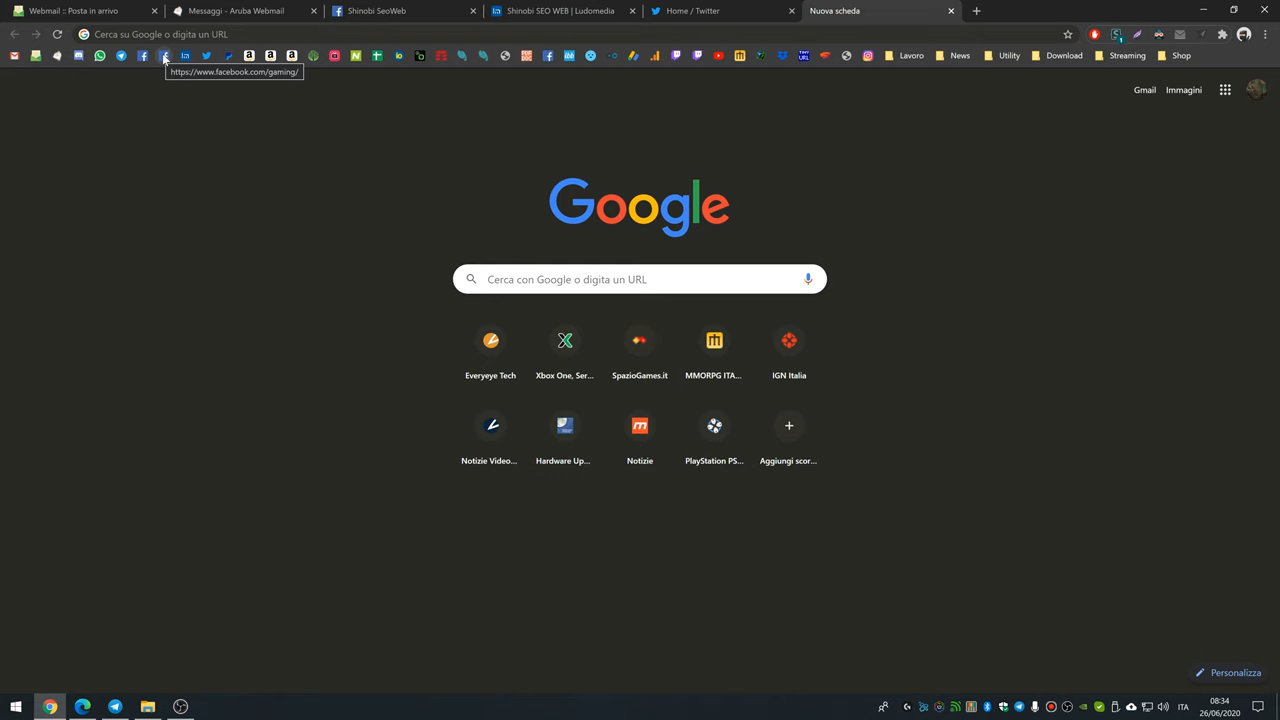 Webmail :: Posta in arrivo
Messaggi - Aruba Webmail
Shinobi SeoWeb
Shinobi SEO WEB | Ludomedia
Home / Twitter
Nuova scheda
Cerca su Google o digita un URL
Lavoro
News
Utility
Download
Streaming
Shop
https://www.facebook.com/gaming/
Gmail
Immagini
Google
Cerca con Google o digita un URL
Everyeye Tech
Xbox One, Ser...
SpazioGames.it
MMORPG ITA...
IGN Italia
Notizie Video...
Hardware Up...
Notizie
PlayStation PS...
Aggiungi scor...
Personalizza
ITA
08:34
26/06/2020